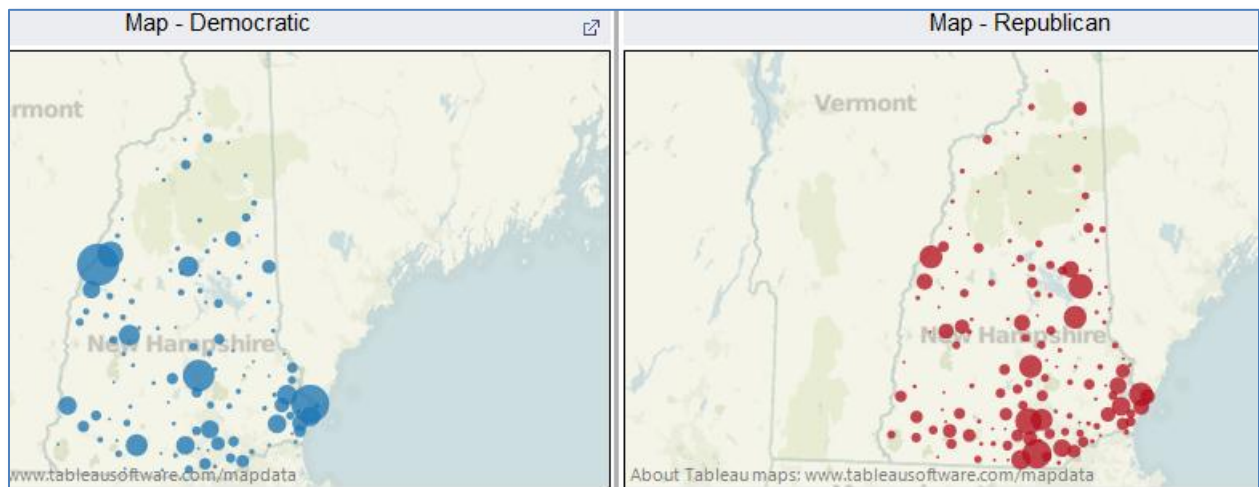 Map - Democratic
Map - Republican
rmont
New Hampshire
www.tableausoftware.com/mapdata
Vermont
New Hampshire
About Tableau maps: www.tableausoftware.com/mapdata